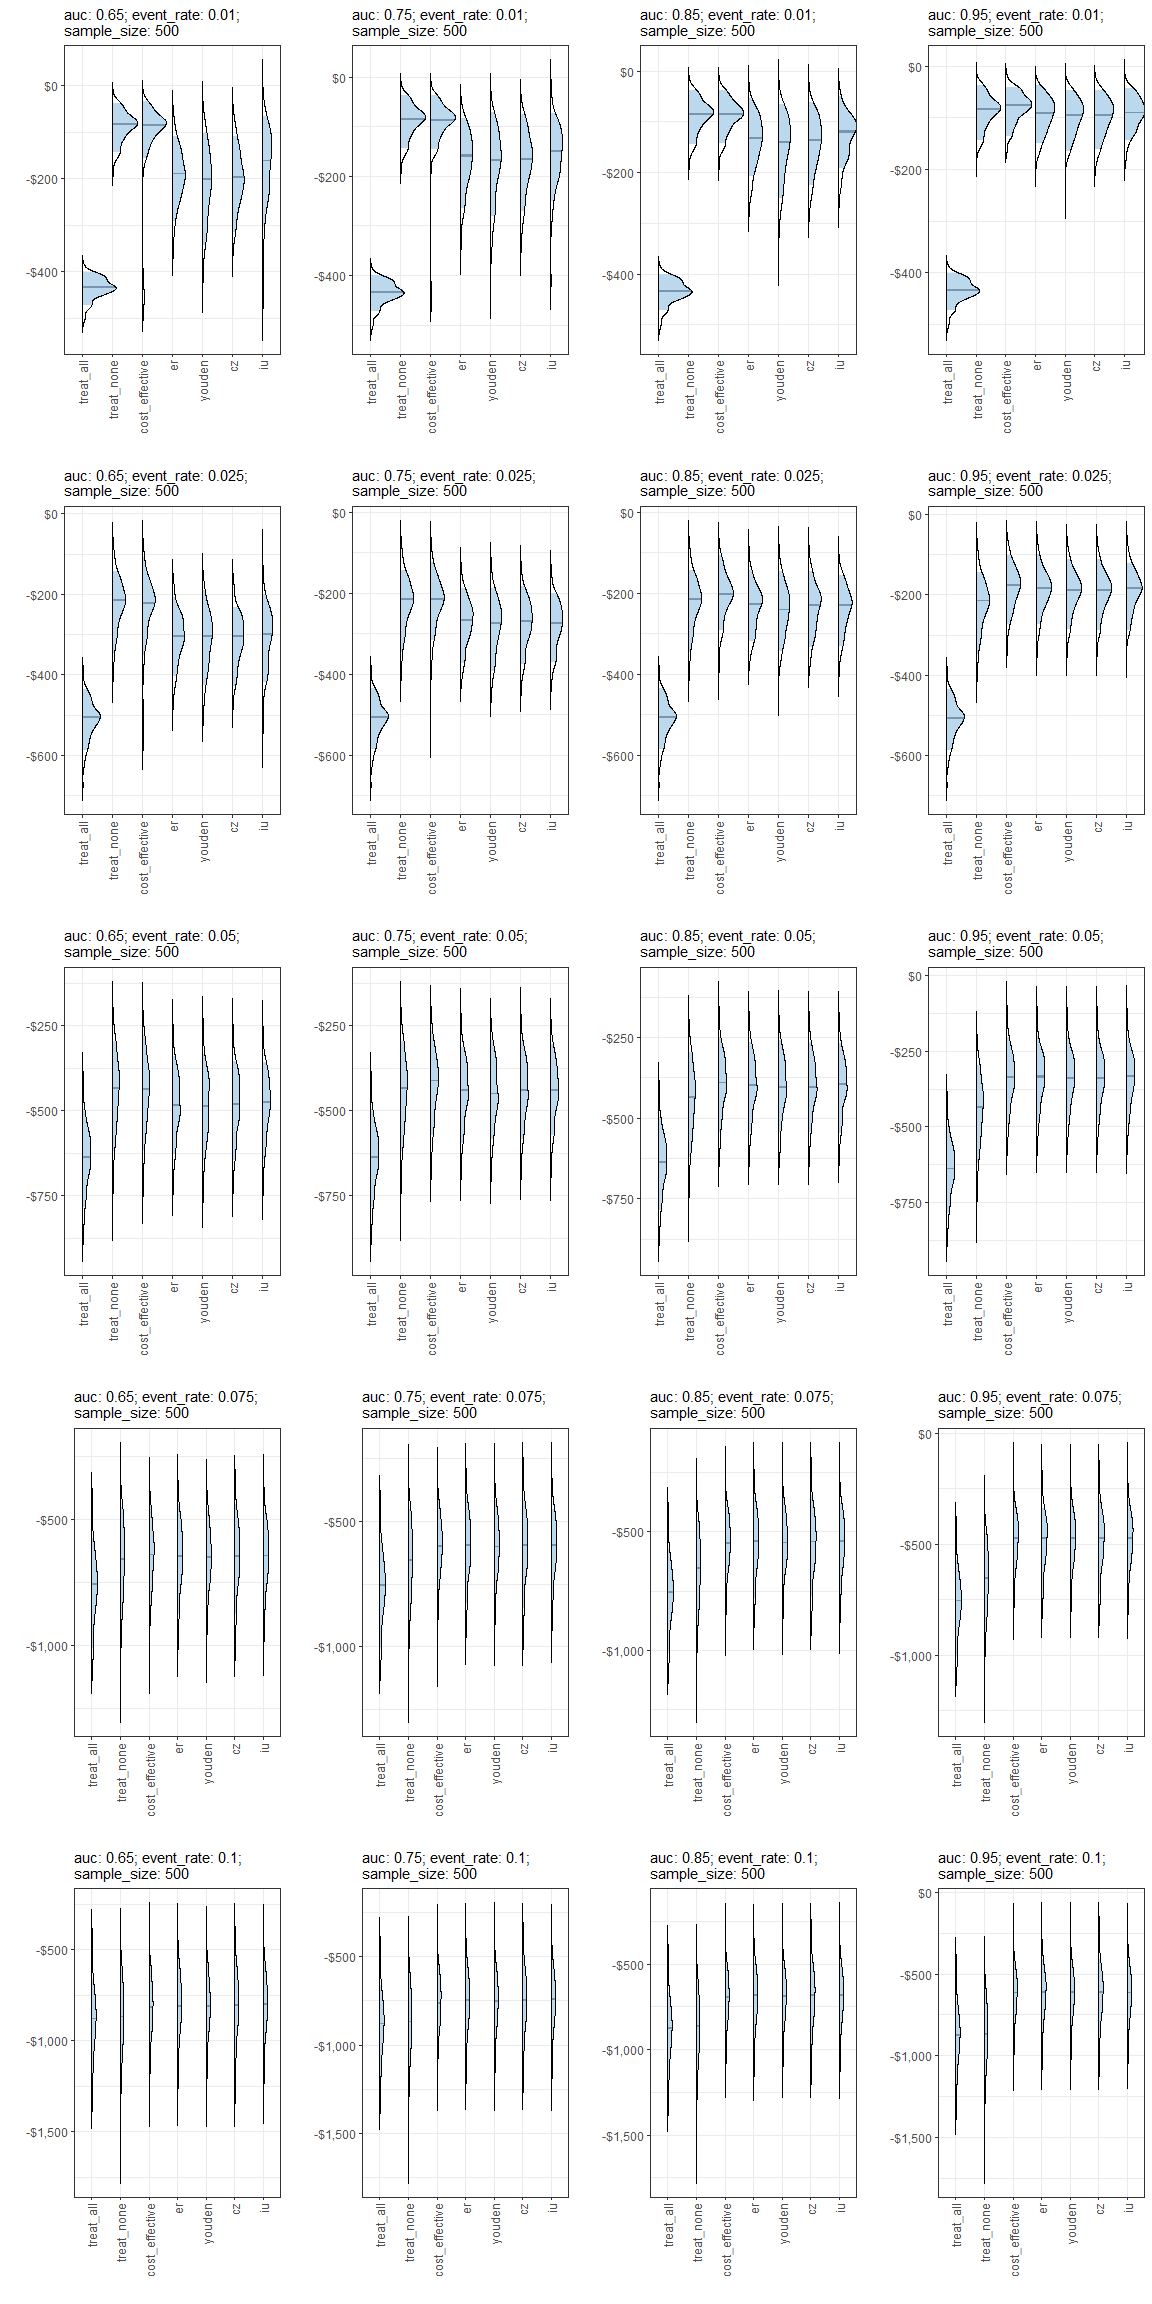 auc: 0.65; event_rate: 0.01;
sample_size: 500
$0
-$200
-$400
treat_all
treat_none
cost_effective
er
youden
cz
iu
auc: 0.75; event_rate: 0.01;
sample_size: 500
$0
-$200
-$400
treat_all
treat_none
cost_effective
er
youden
cz
iu
auc: 0.85; event_rate: 0.01;
sample_size: 500
$0
-$200
-$400
treat_all
treat_none
cost_effective
er
youden
cz
iu
auc: 0.95; event_rate: 0.01;
sample_size: 500
$0
-$200
-$400
treat_all
treat_none
cost_effective
er
youden
cz
iu
auc: 0.65; event_rate: 0.025;
sample_size: 500
$0
-$200
-$400
-$600
treat_all
treat_none
cost_effective
er
youden
cz
iu
auc: 0.75; event_rate: 0.025;
sample_size: 500
$0
-$200
-$400
-$600
treat_all
treat_none
cost_effective
er
youden
cz
iu
auc: 0.85; event_rate: 0.025;
sample_size: 500
$0
-$200
-$400
-$600
treat_all
treat_none
cost_effective
er
youden
cz
iu
auc: 0.95; event_rate: 0.025;
sample_size: 500
$0
-$200
-$400
-$600
treat_all
treat_none
cost_effective
er
youden
cz
iu
auc: 0.65; event_rate: 0.05;
sample_size: 500
-$250
-$500
-$750
treat_all
treat_none
cost_effective
er
youden
cz
iu
auc: 0.75; event_rate: 0.05;
sample_size: 500
-$250
-$500
-$750
treat_all
treat_none
cost_effective
er
youden
cz
iu
auc: 0.85; event_rate: 0.05;
sample_size: 500
-$250
-$500
-$750
treat_all
treat_none
cost_effective
er
youden
cz
iu
auc: 0.95; event_rate: 0.05;
sample_size: 500
$0
-$250
-$500
-$750
treat_all
treat_none
cost_effective
er
youden
cz
iu
auc: 0.65; event_rate: 0.075;
sample_size: 500
-$500
-$1,000
treat_all
treat_none
cost_effective
er
youden
cz
iu
auc: 0.75; event_rate: 0.075;
sample_size: 500
-$500
-$1,000
treat_all
treat_none
cost_effective
er
youden
cz
iu
auc: 0.85; event_rate: 0.075;
sample_size: 500
-$500
-$1,000
treat_all
treat_none
cost_effective
er
youden
cz
iu
auc: 0.95; event_rate: 0.075;
sample_size: 500
$0
-$500
-$1,000
treat_all
treat_none
cost_effective
er
youden
cz
iu
auc: 0.65; event_rate: 0.1;
sample_size: 500
-$500
-$1,000
-$1,500
treat_all
treat_none
cost_effective
er
youden
cz
iu
auc: 0.75; event_rate: 0.1;
sample_size: 500
-$500
-$1,000
-$1,500
treat_all
treat_none
cost_effective
er
youden
cz
iu
auc: 0.85; event_rate: 0.1;
sample_size: 500
-$500
-$1,000
-$1,500
treat_all
treat_none
cost_effective
er
youden
cz
iu
auc: 0.95; event_rate: 0.1;
sample_size: 500
$0
-$500
-$1,000
-$1,500
treat_all
treat_none
cost_effective
er
youden
cz
iu